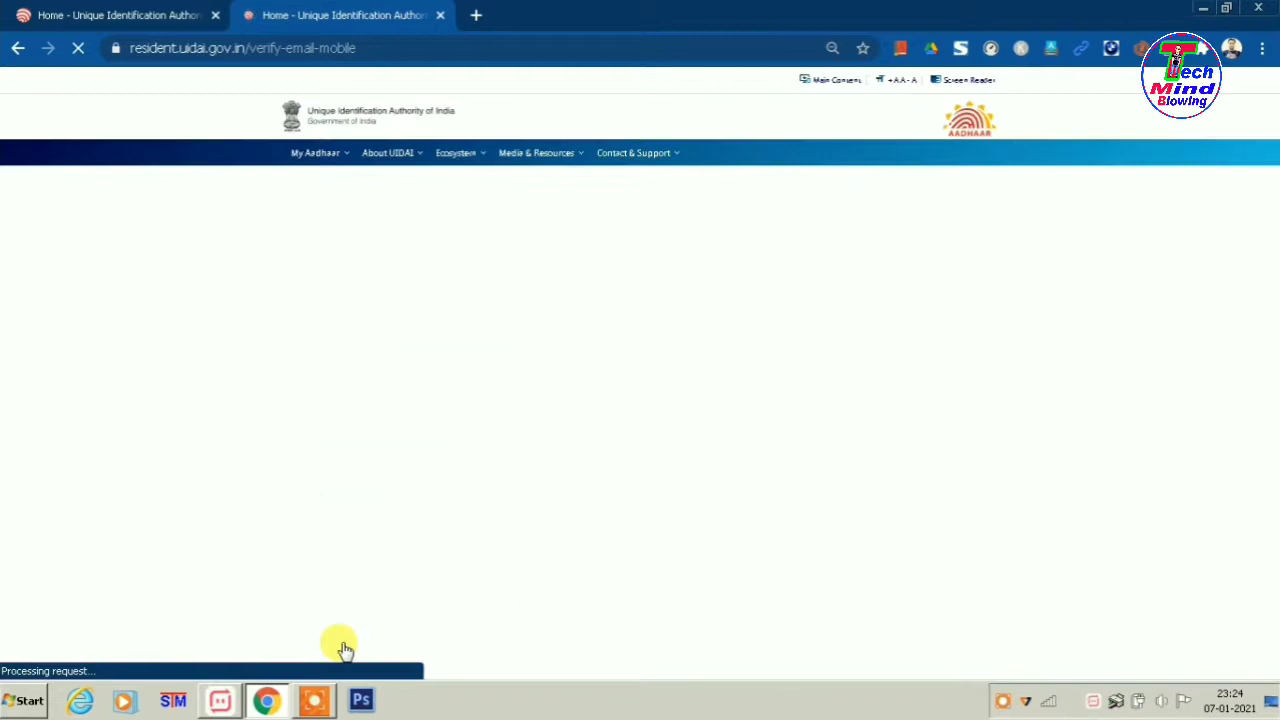 Home - Unique Identification Author
Home - Unique Identification Author
resident.uidai.gov.in/verify-email-mobile
Main Content
+A A - A
Screen Reader
Tech
Mind
Blowing
Unique Identification Authority of India
Government of India
AADHAAR
My Aadhaar
About UIDAI
Ecosystem
Media & Resources
Contact & Support
Processing request...
Start
STM
Ps
23:24
07-01-2021